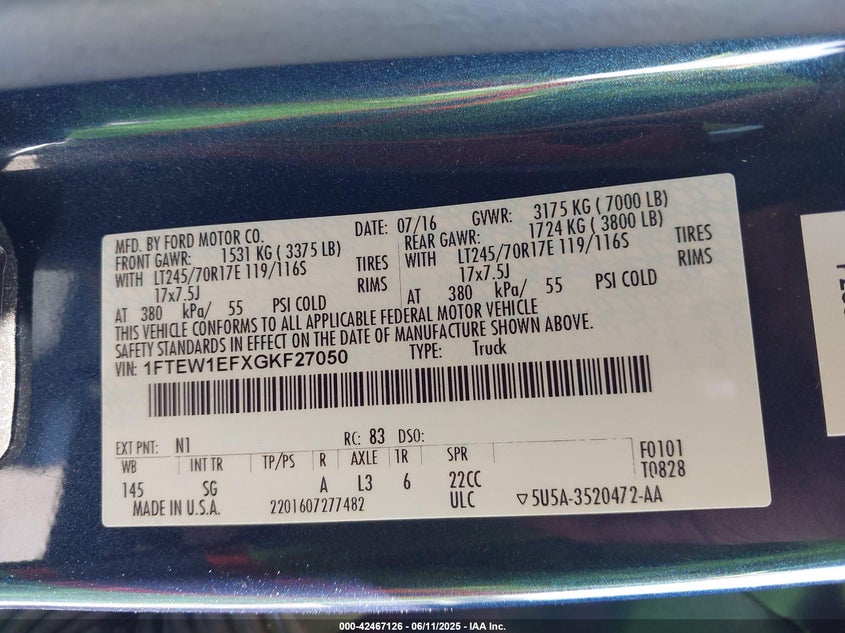 MFD. BY FORD MOTOR CO. DATE: 07/16 GVWR: 3175 KG ( 7000 LB)
FRONT GAWR: 1531 KG ( 3375 LB) REAR GAWR: 1724 KG ( 3800 LB)
WITH LT245/70R17E 119/116S TIRES WITH LT245/70R17E 119/116S TIRES
17x7.5J RIMS 17x7.5J RIMS
AT 380 kPa/ 55 PSI COLD AT 380 kPa/ 55 PSI COLD
THIS VEHICLE CONFORMS TO ALL APPLICABLE FEDERAL MOTOR VEHICLE
SAFETY STANDARDS IN EFFECT ON THE DATE OF MANUFACTURE SHOWN ABOVE.
VIN: 1FTEW1EFXGKF27050 TYPE: Truck
EXT PNT: N1 RC: 83 DSO:
WB INT TR TP/PS R AXLE TR SPR F0101
145 SG A L3 6 22CC T0828
MADE IN U.S.A. 2201607277482 ULC ▽5U5A-3520472-AA
000-42467126 - 06/11/2025 - IAA Inc.